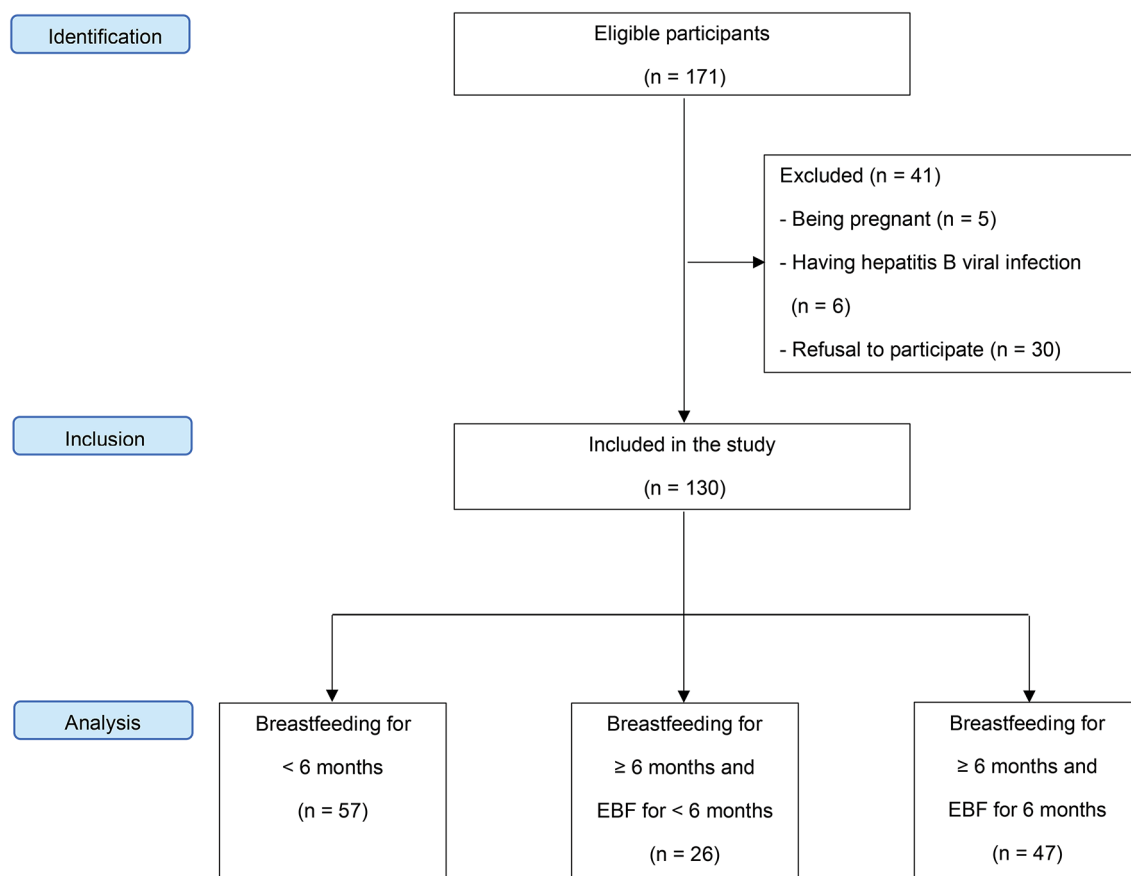 Identification
Eligible participants
(n = 171)
Excluded (n = 41)
- Being pregnant (n = 5)
- Having hepatitis B viral infection
(n = 6)
- Refusal to participate (n = 30)
Inclusion
Included in the study
(n = 130)
Analysis
Breastfeeding for
< 6 months
(n = 57)
Breastfeeding for
≥ 6 months and
EBF for < 6 months
(n = 26)
Breastfeeding for
≥ 6 months and
EBF for 6 months
(n = 47)